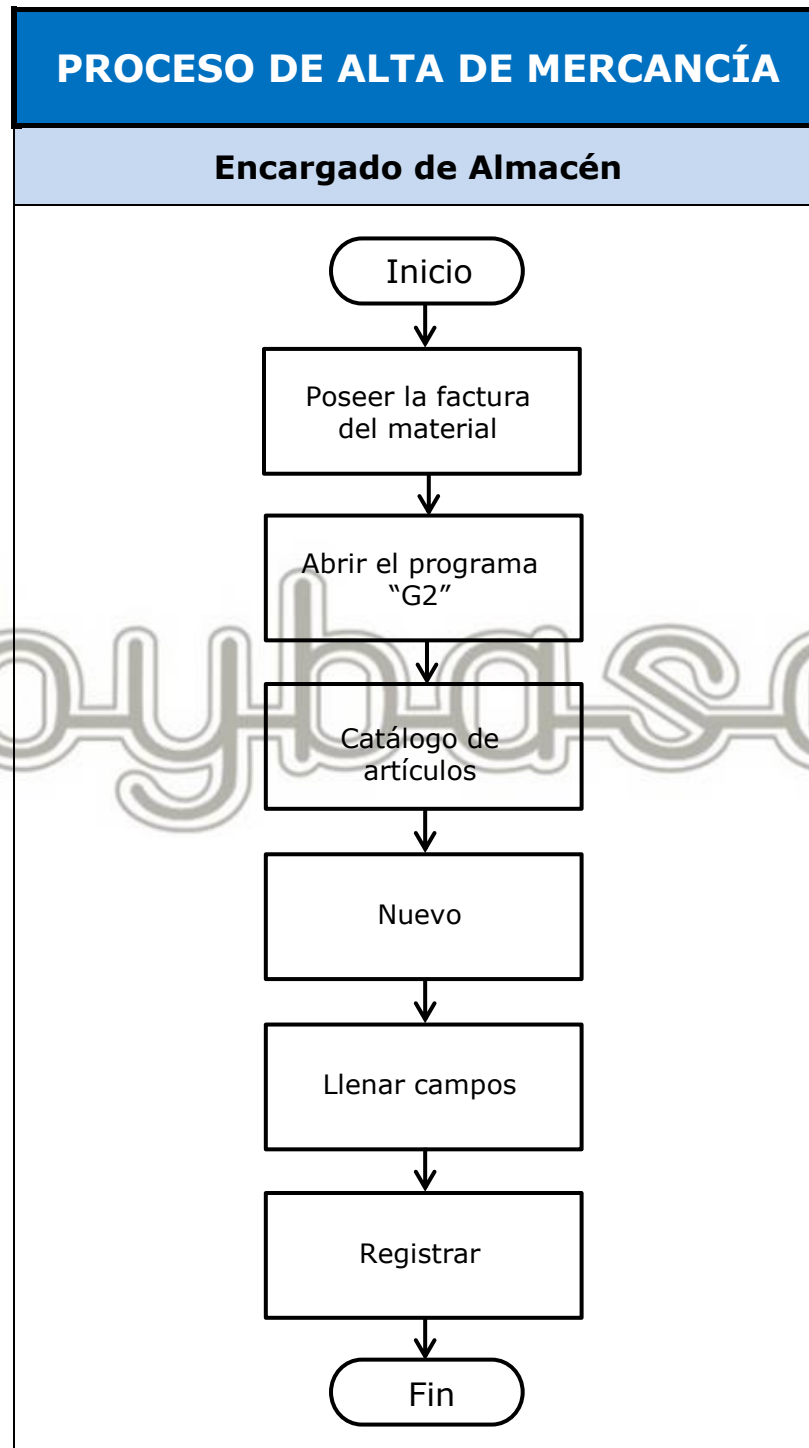 PROCESO DE ALTA DE MERCANCÍA
Encargado de Almacén
Inicio
Poseer la factura
del material
Abrir el programa
“G2”
Catálogo de
artículos
Nuevo
Llenar campos
Registrar
Fin